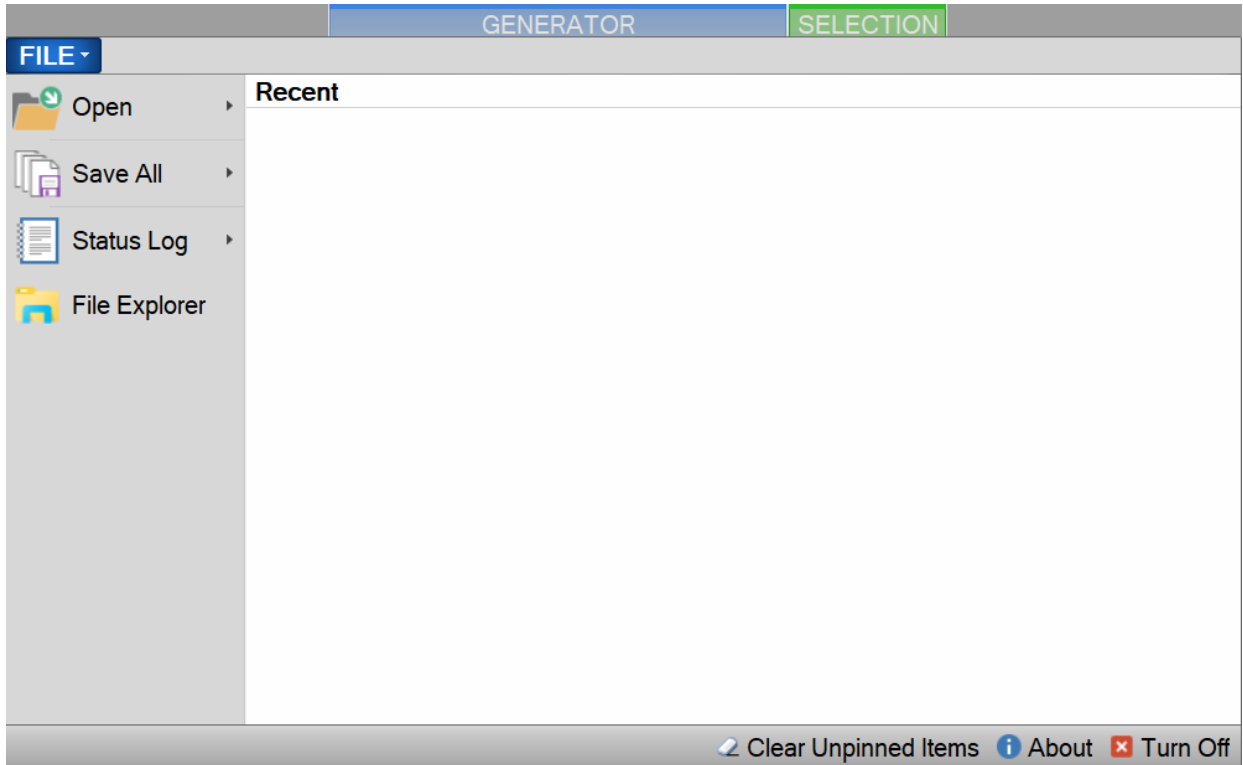 GENERATOR SELECTION
FILE
Open
Recent
Save All
Status Log
File Explorer
Clear Unpinned Items About Turn Off